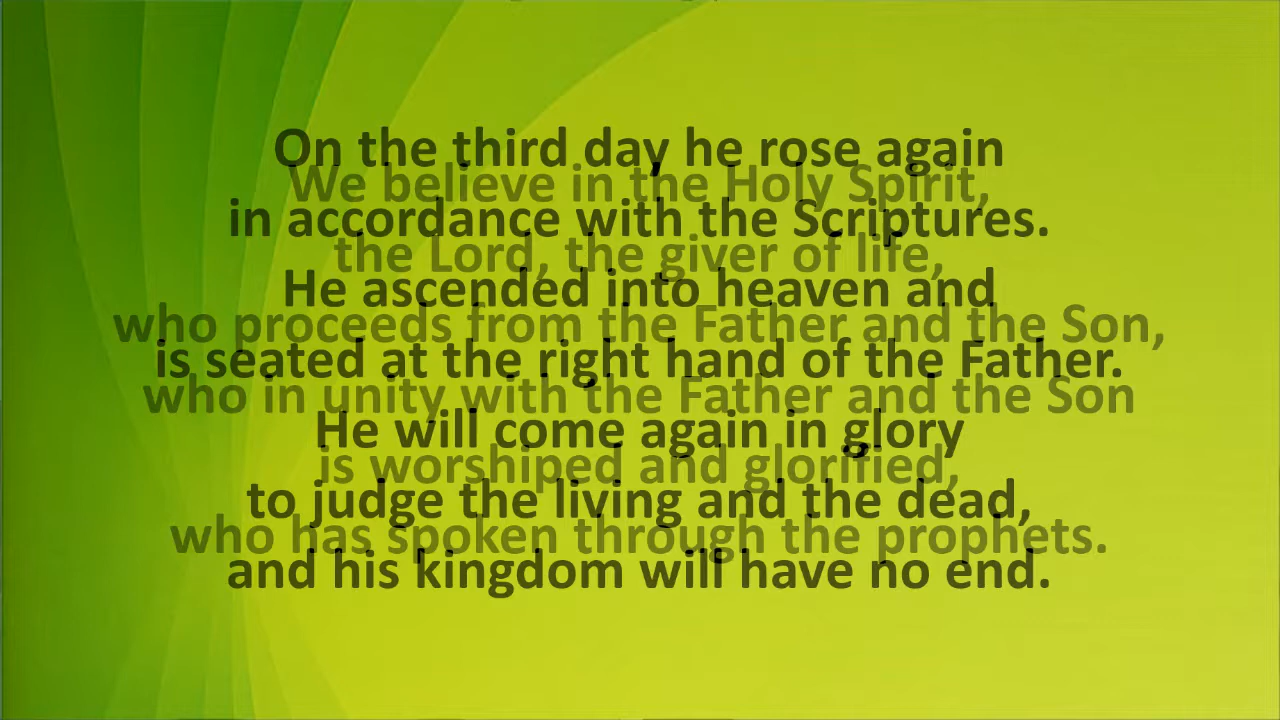 On the third day he rose again
We believe in the Holy Spirit,
in accordance with the Scriptures.
the Lord, the giver of life,
He ascended into heaven and
who proceeds from the Father and the Son,
is seated at the right hand of the Father.
who in unity with the Father and the Son
He will come again in glory
is worshiped and glorified,
to judge the living and the dead,
who has spoken through the prophets.
and his kingdom will have no end.